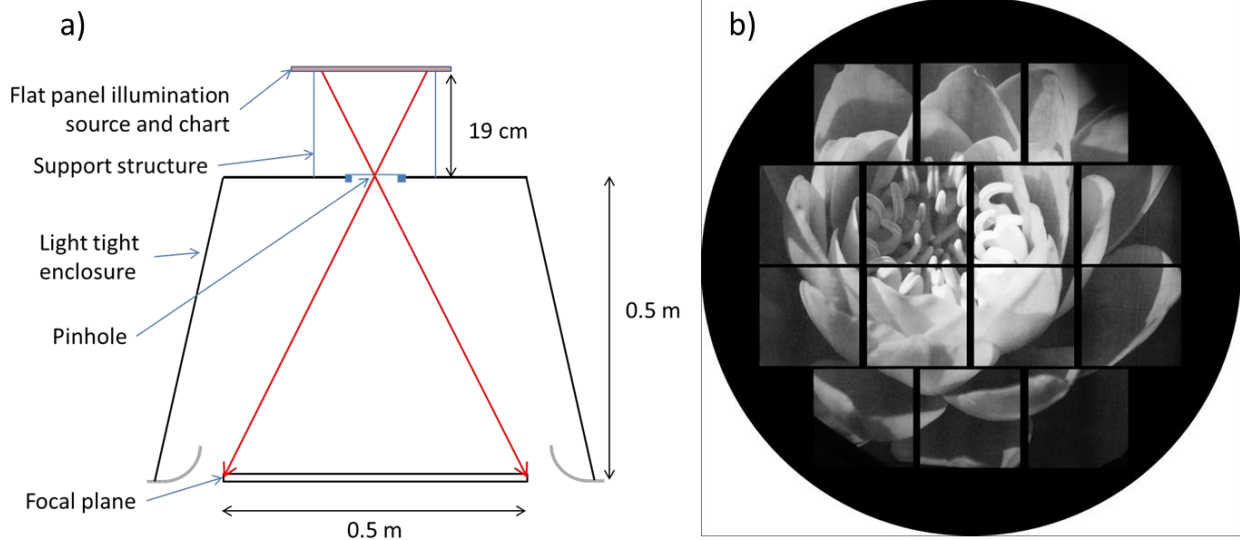 a)
Flat panel illumination
source and chart
Support structure
19 cm
Light tight
enclosure
Pinhole
0.5 m
Focal plane
0.5 m
b)